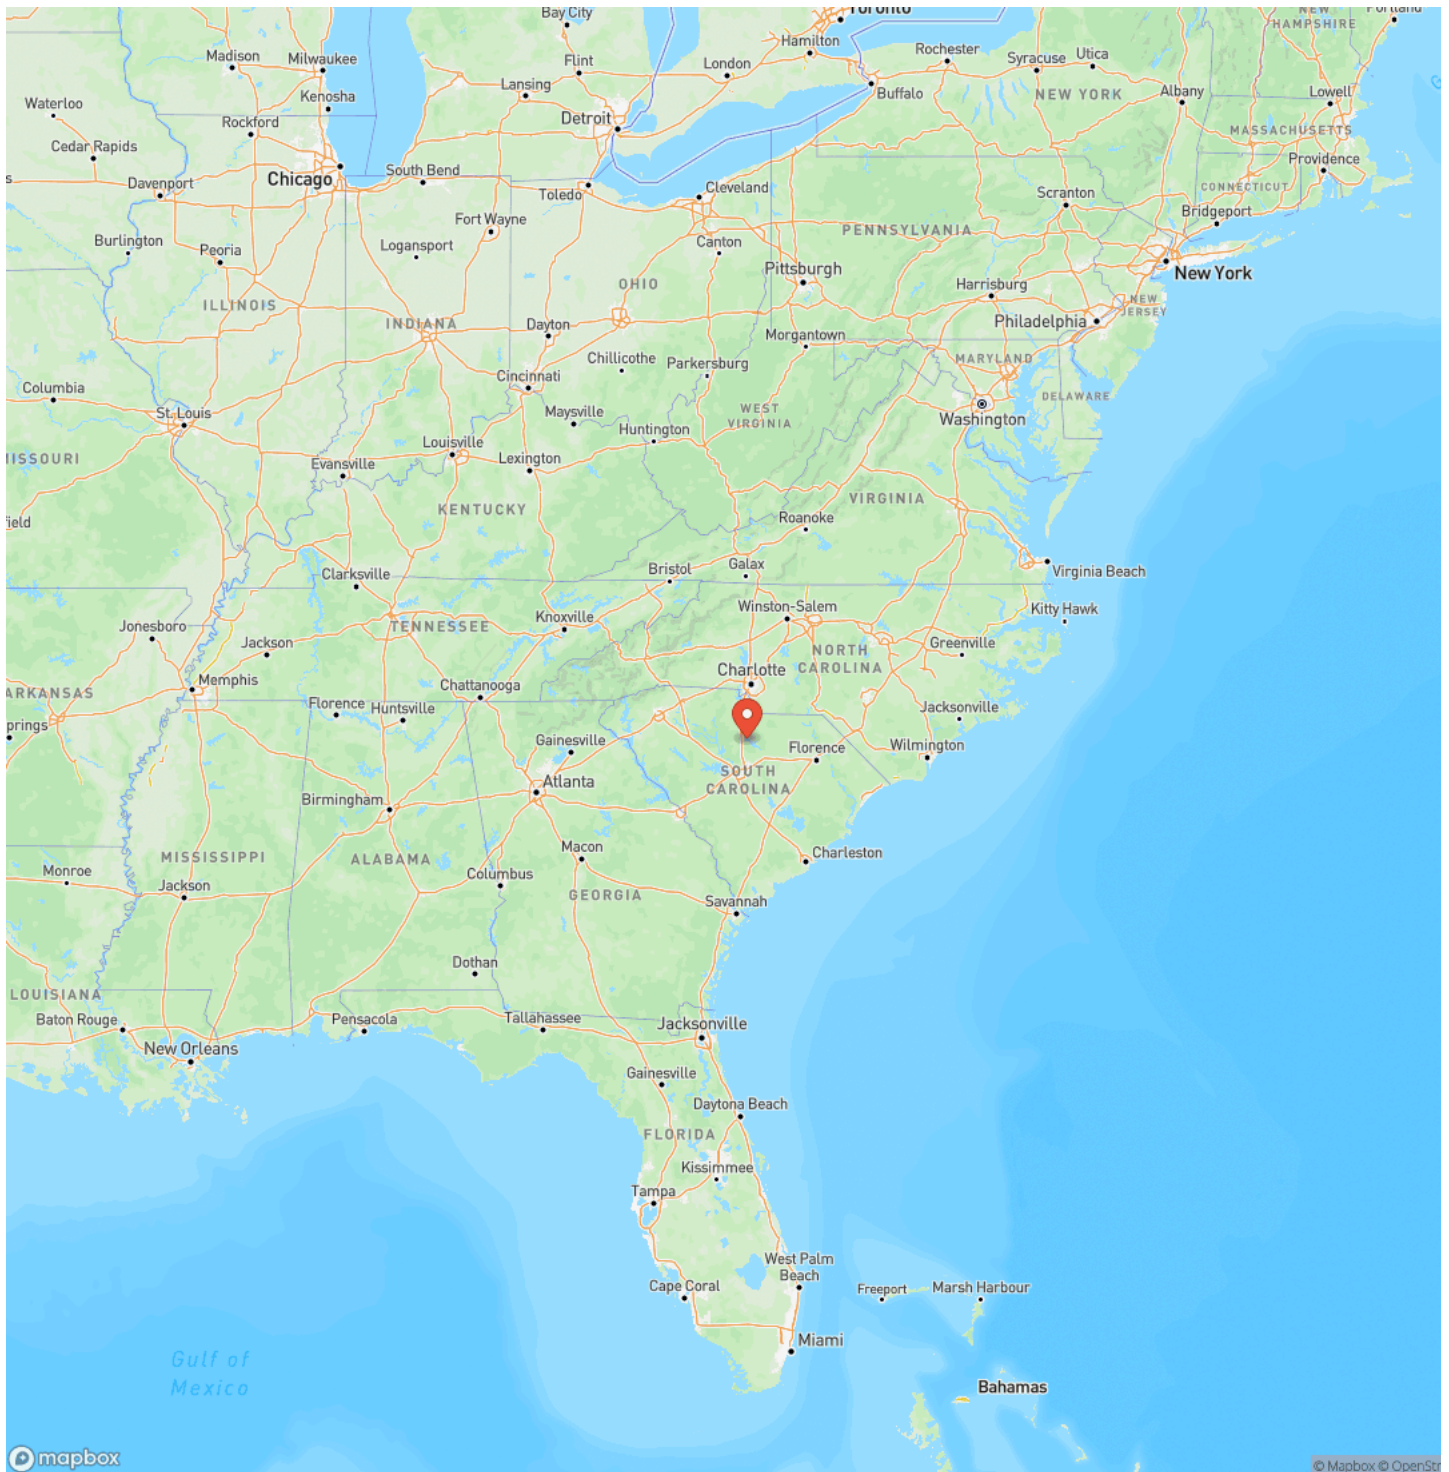 Bay City
Toronto
NEW
HAMPSHIRE
Portland
Madison
Milwaukee
Flint
London
Hamilton
Rochester
Syracuse
Utica
Lansing
Buffalo
NEW YORK
Albany
Lowell
Waterloo
Kenosha
Rockford
Detroit
MASSACHUSETTS
Cedar Rapids
Chicago
South Bend
Providence
Davenport
Toledo
Cleveland
Scranton
CONNECTICUT
Bridgeport
Fort Wayne
Burlington
Peoria
Logansport
Canton
PENNSYLVANIA
Pittsburgh
New York
ILLINOIS
OHIO
Harrisburg
NEW
JERSEY
INDIANA
Dayton
Morgantown
Philadelphia
Chillicothe
Parkersburg
MARYLAND
Columbia
Cincinnati
DELAWARE
St. Louis
Maysville
WEST
VIRGINIA
Washington
Huntington
Louisville
MISSOURI
Evansville
Lexington
KENTUCKY
VIRGINIA
field
Roanoke
Clarksville
Bristol
Galax
Virginia Beach
Jonesboro
TENNESSEE
Knoxville
Winston-Salem
Kitty Hawk
Jackson
NORTH
CAROLINA
Greenville
Memphis
Charlotte
ARKANSAS
Chattanooga
Florence
Huntsville
Jacksonville
prings
Gainesville
Florence
Wilmington
SOUTH
CAROLINA
Atlanta
Birmingham
MISSISSIPPI
ALABAMA
Macon
Charleston
Monroe
Jackson
Columbus
GEORGIA
Savannah
Dothan
LOUISIANA
Baton Rouge
Pensacola
Tallahassee
Jacksonville
New Orleans
Gainesville
Daytona Beach
FLORIDA
Kissimmee
Tampa
West Palm
Beach
Cape Coral
Freeport
Marsh Harbour
Miami
Gulf of
Mexico
Bahamas
mapbox
© Mapbox © OpenStr